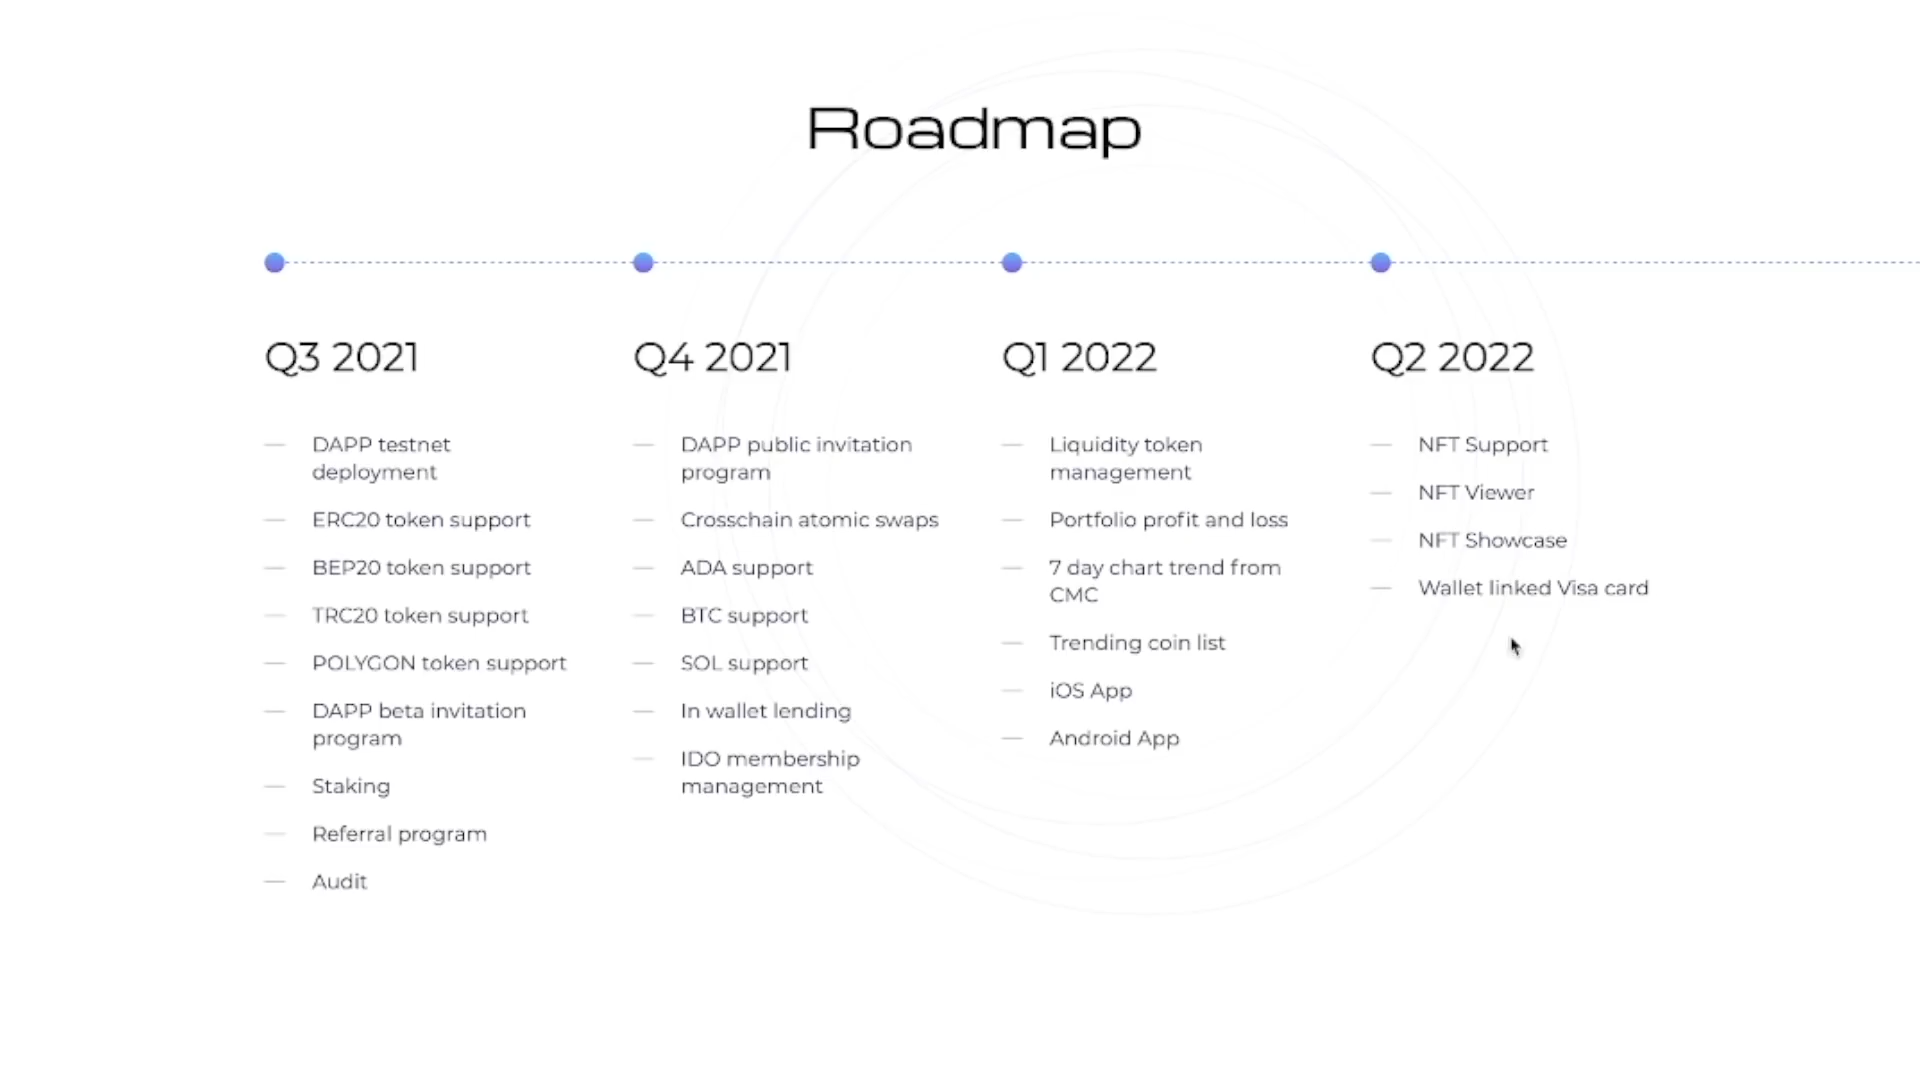 Roadmap
Q3 2021
DAPP testnet
deployment
ERC20 token support
BEP20 token support
TRC20 token support
POLYGON token support
DAPP beta invitation
program
Staking
Referral program
Audit
Q4 2021
DAPP public invitation
program
Crosschain atomic swaps
ADA support
BTC support
SOL support
In wallet lending
IDO membership
management
Q1 2022
Liquidity token
management
Portfolio profit and loss
7 day chart trend from
CMC
Trending coin list
iOS App
Android App
Q2 2022
NFT Support
NFT Viewer
NFT Showcase
Wallet linked Visa card